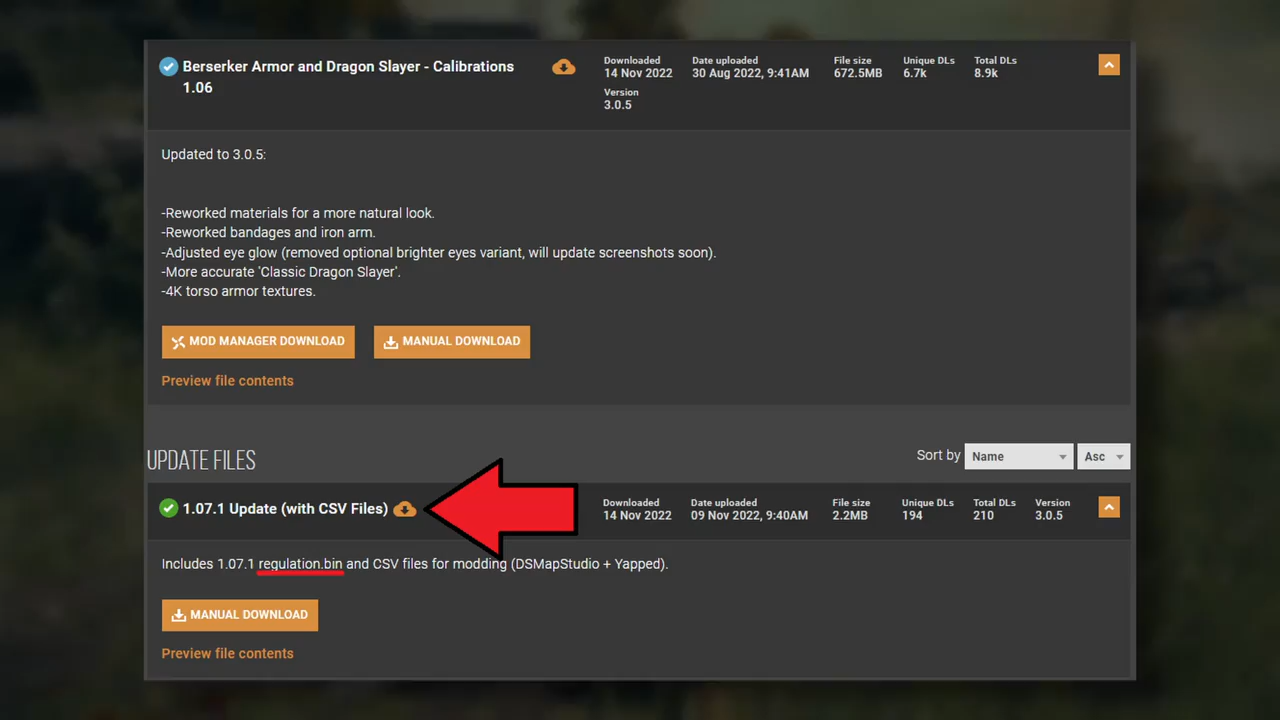 Berserker Armor and Dragon Slayer - Calibrations
1.06
Downloaded
14 Nov 2022
Date uploaded
30 Aug 2022, 9:41AM
File size
672.5MB
Unique DLs
6.7k
Total DLs
8.9k
Version
3.0.5
Updated to 3.0.5:
-Reworked materials for a more natural look.
-Reworked bandages and iron arm.
-Adjusted eye glow (removed optional brighter eyes variant, will update screenshots soon).
-More accurate 'Classic Dragon Slayer'.
-4K torso armor textures.
MOD MANAGER DOWNLOAD
MANUAL DOWNLOAD
Preview file contents
UPDATE FILES
Sort by
Name
Asc
1.07.1 Update (with CSV Files)
Downloaded
14 Nov 2022
Date uploaded
09 Nov 2022, 9:40AM
File size
2.2MB
Unique DLs
194
Total DLs
210
Version
3.0.5
Includes 1.07.1 regulation.bin and CSV files for modding (DSMapStudio + Yapped).
MANUAL DOWNLOAD
Preview file contents